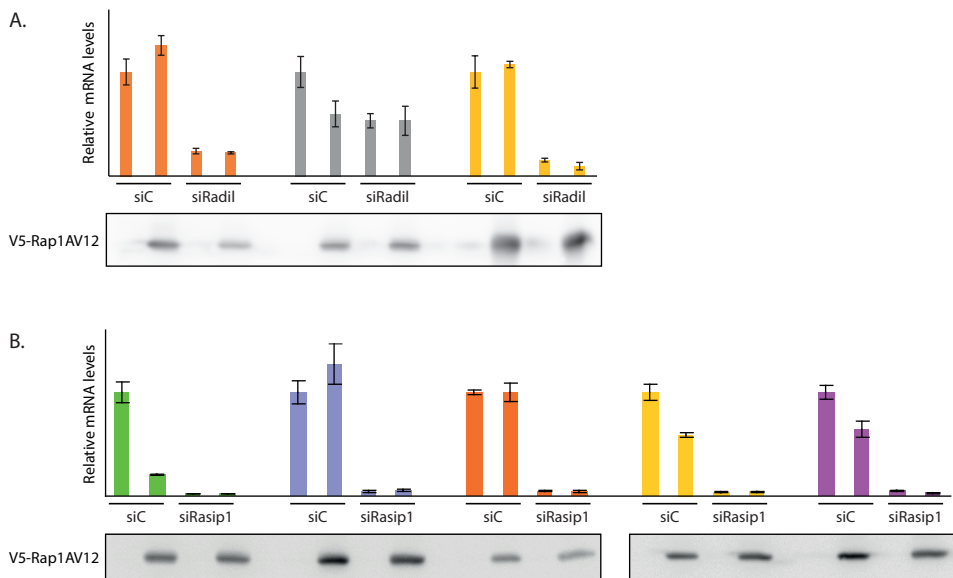 A.
Relative mRNA levels
siC siRadil siC siRadil siC siRadil
V5-Rap1AV12
B.
Relative mRNA levels
siC siRasip1 siC siRasip1 siC siRasip1 siC siRasip1 siC siRasip1
V5-Rap1AV12